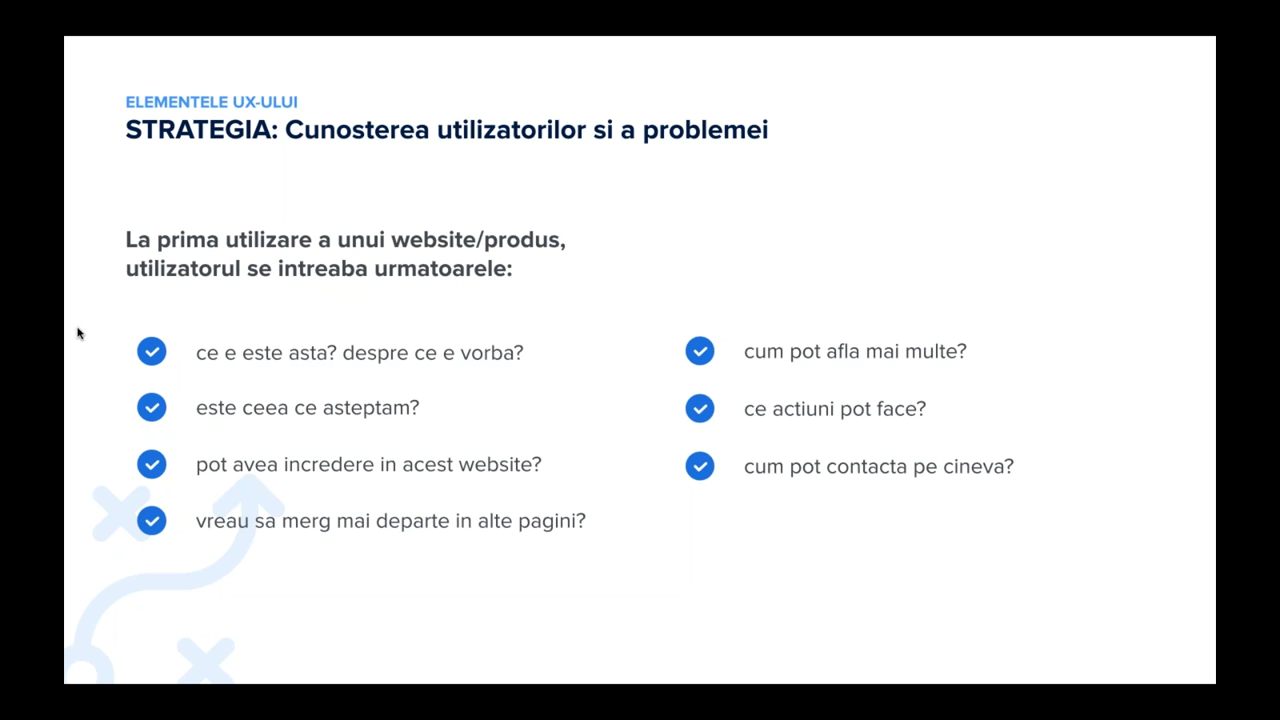 ELEMENTELE UX-ULUI
STRATEGIA: Cunosterea utilizatorilor si a problemei
La prima utilizare a unui website/produs,
utilizatorul se intreaba urmatoarele:
ce e este asta? despre ce e vorba?
este ceea ce asteptam?
pot avea incredere in acest website?
vreau sa merg mai departe in alte pagini?
cum pot afla mai multe?
ce actiuni pot face?
cum pot contacta pe cineva?